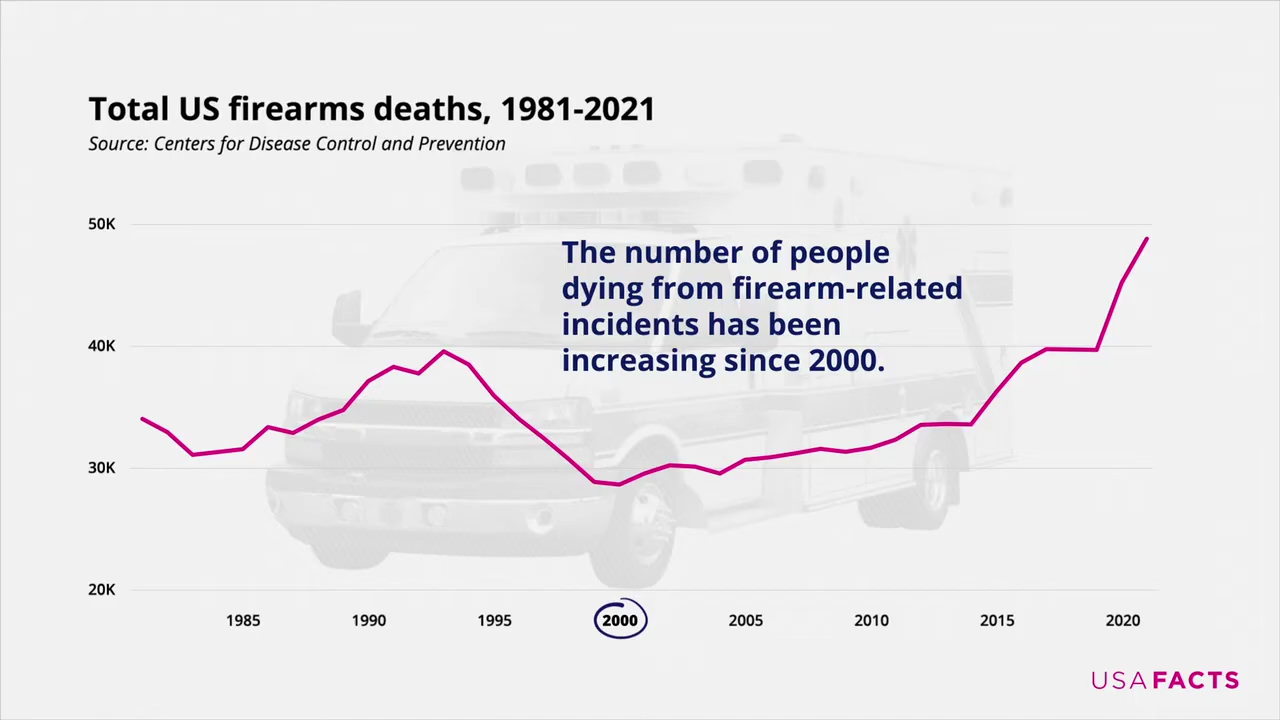 Total US firearms deaths, 1981-2021
Source: Centers for Disease Control and Prevention
50K
The number of people
dying from firearm-related
incidents has been
increasing since 2000.
40K
30K
20K
1985 1990 1995 2000 2005 2010 2015 2020
USAFACTS